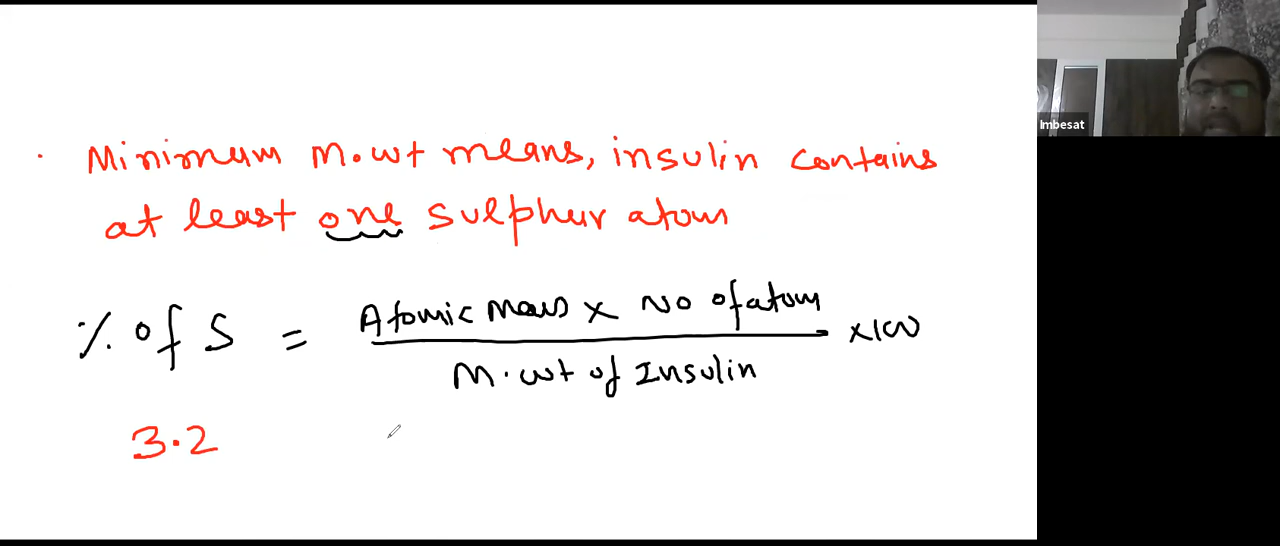 Minimum M.wt means, insulin contains
at least one sulphur atom
% of S = Atomic Mass x No of atom x100
M.wt of Insulin
3.2
Imbesat